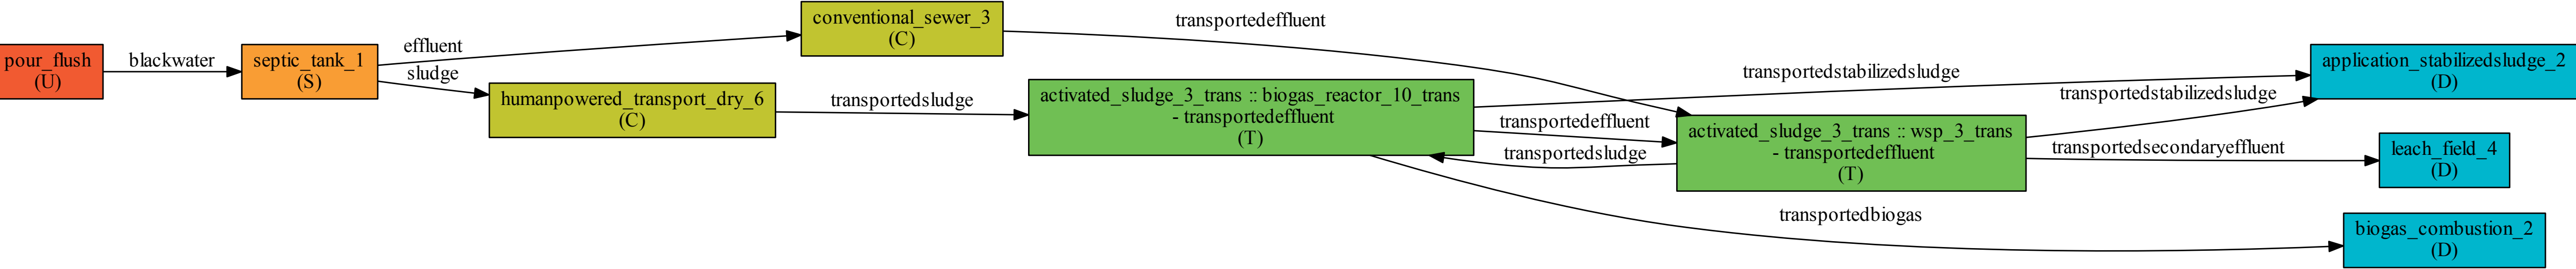 pour_flush
(U)
blackwater
septic_tank_1
(S)
effluent
sludge
conventional_sewer_3
(C)
humanpowered_transport_dry_6
(C)
transportedeffluent
transportedsludge
activated_sludge_3_trans :: biogas_reactor_10_trans
- transportedeffluent
(T)
transportedstabilizedsludge
transportedeffluent
transportedsludge
activated_sludge_3_trans :: wsp_3_trans
- transportedeffluent
(T)
transportedstabilizedsludge
transportedsecondaryeffluent
transportedbiogas
application_stabilizedsludge_2
(D)
leach_field_4
(D)
biogas_combustion_2
(D)